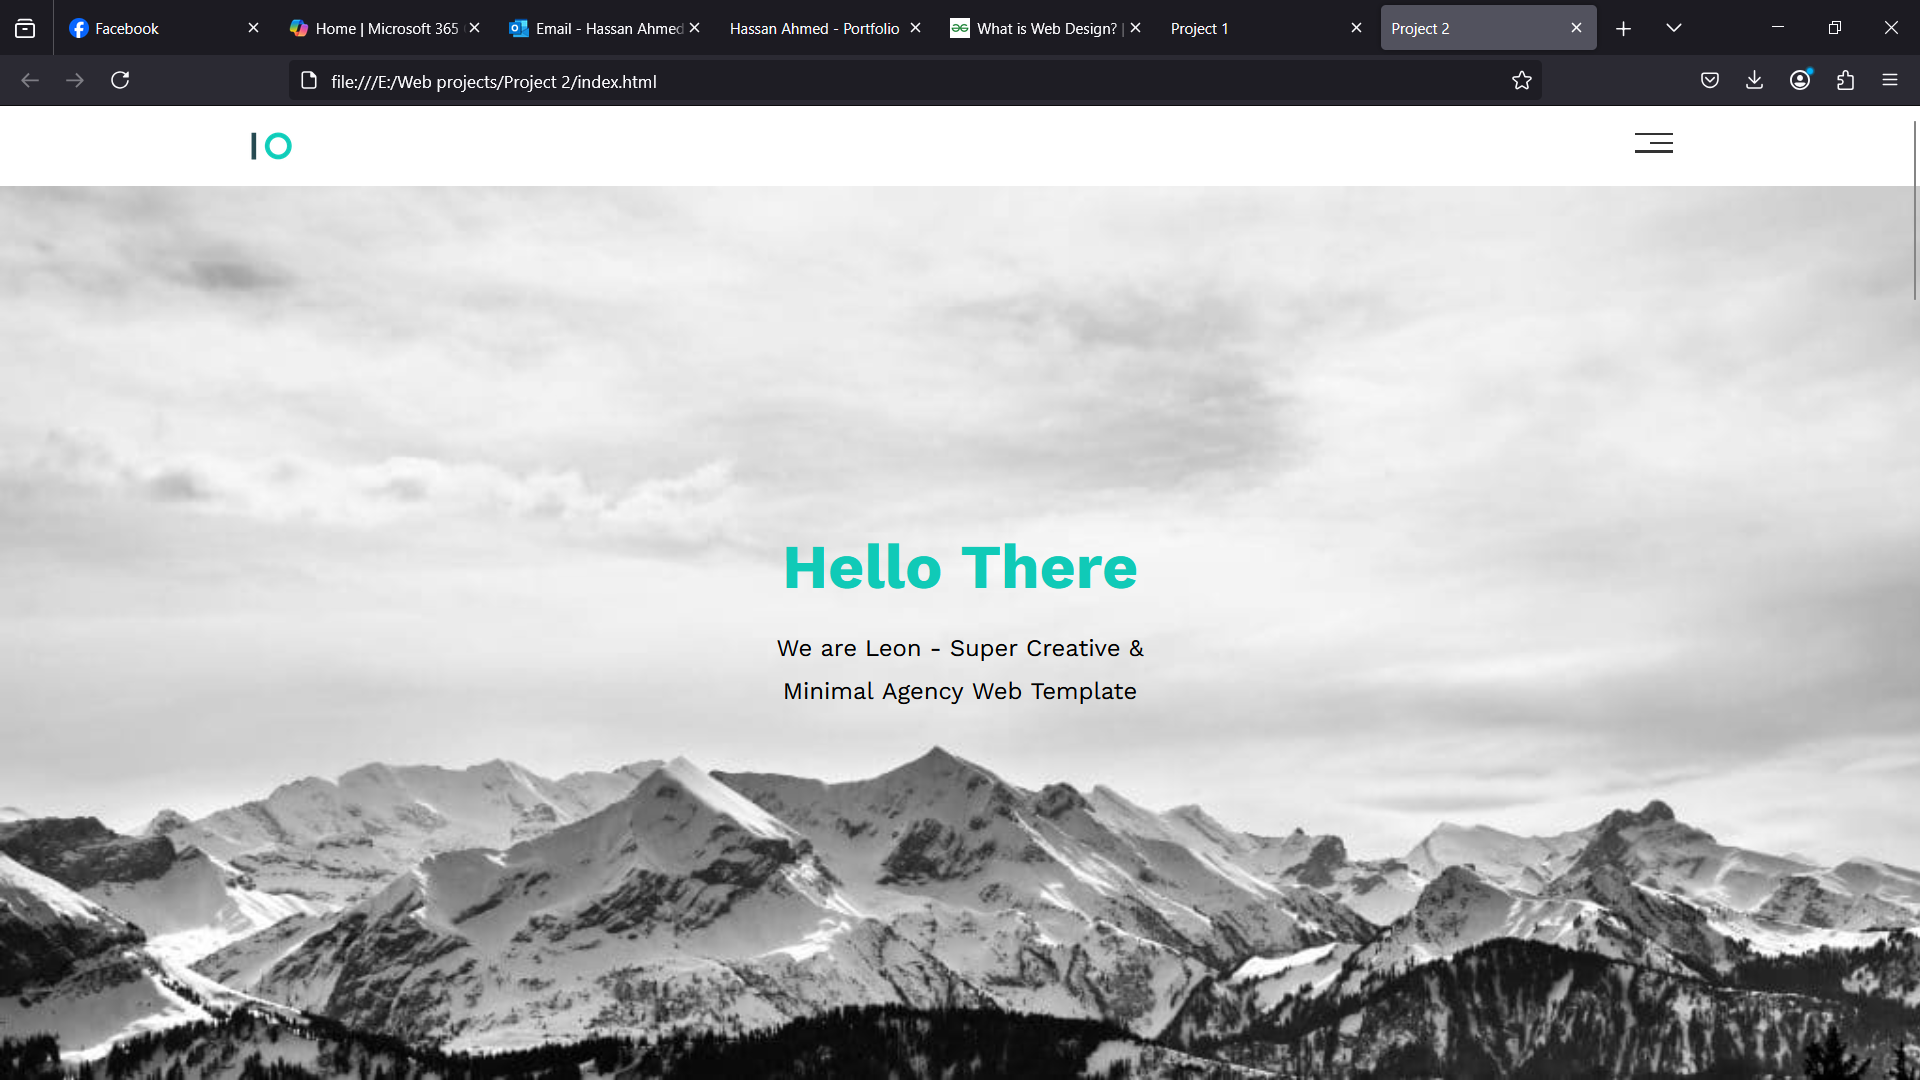 Facebook
Home | Microsoft 365
Email - Hassan Ahmed
Hassan Ahmed - Portfolio
What is Web Design? |
Project 1
Project 2
file:///E:/Web projects/Project 2/index.html
IO
Hello There
We are Leon - Super Creative &
Minimal Agency Web Template